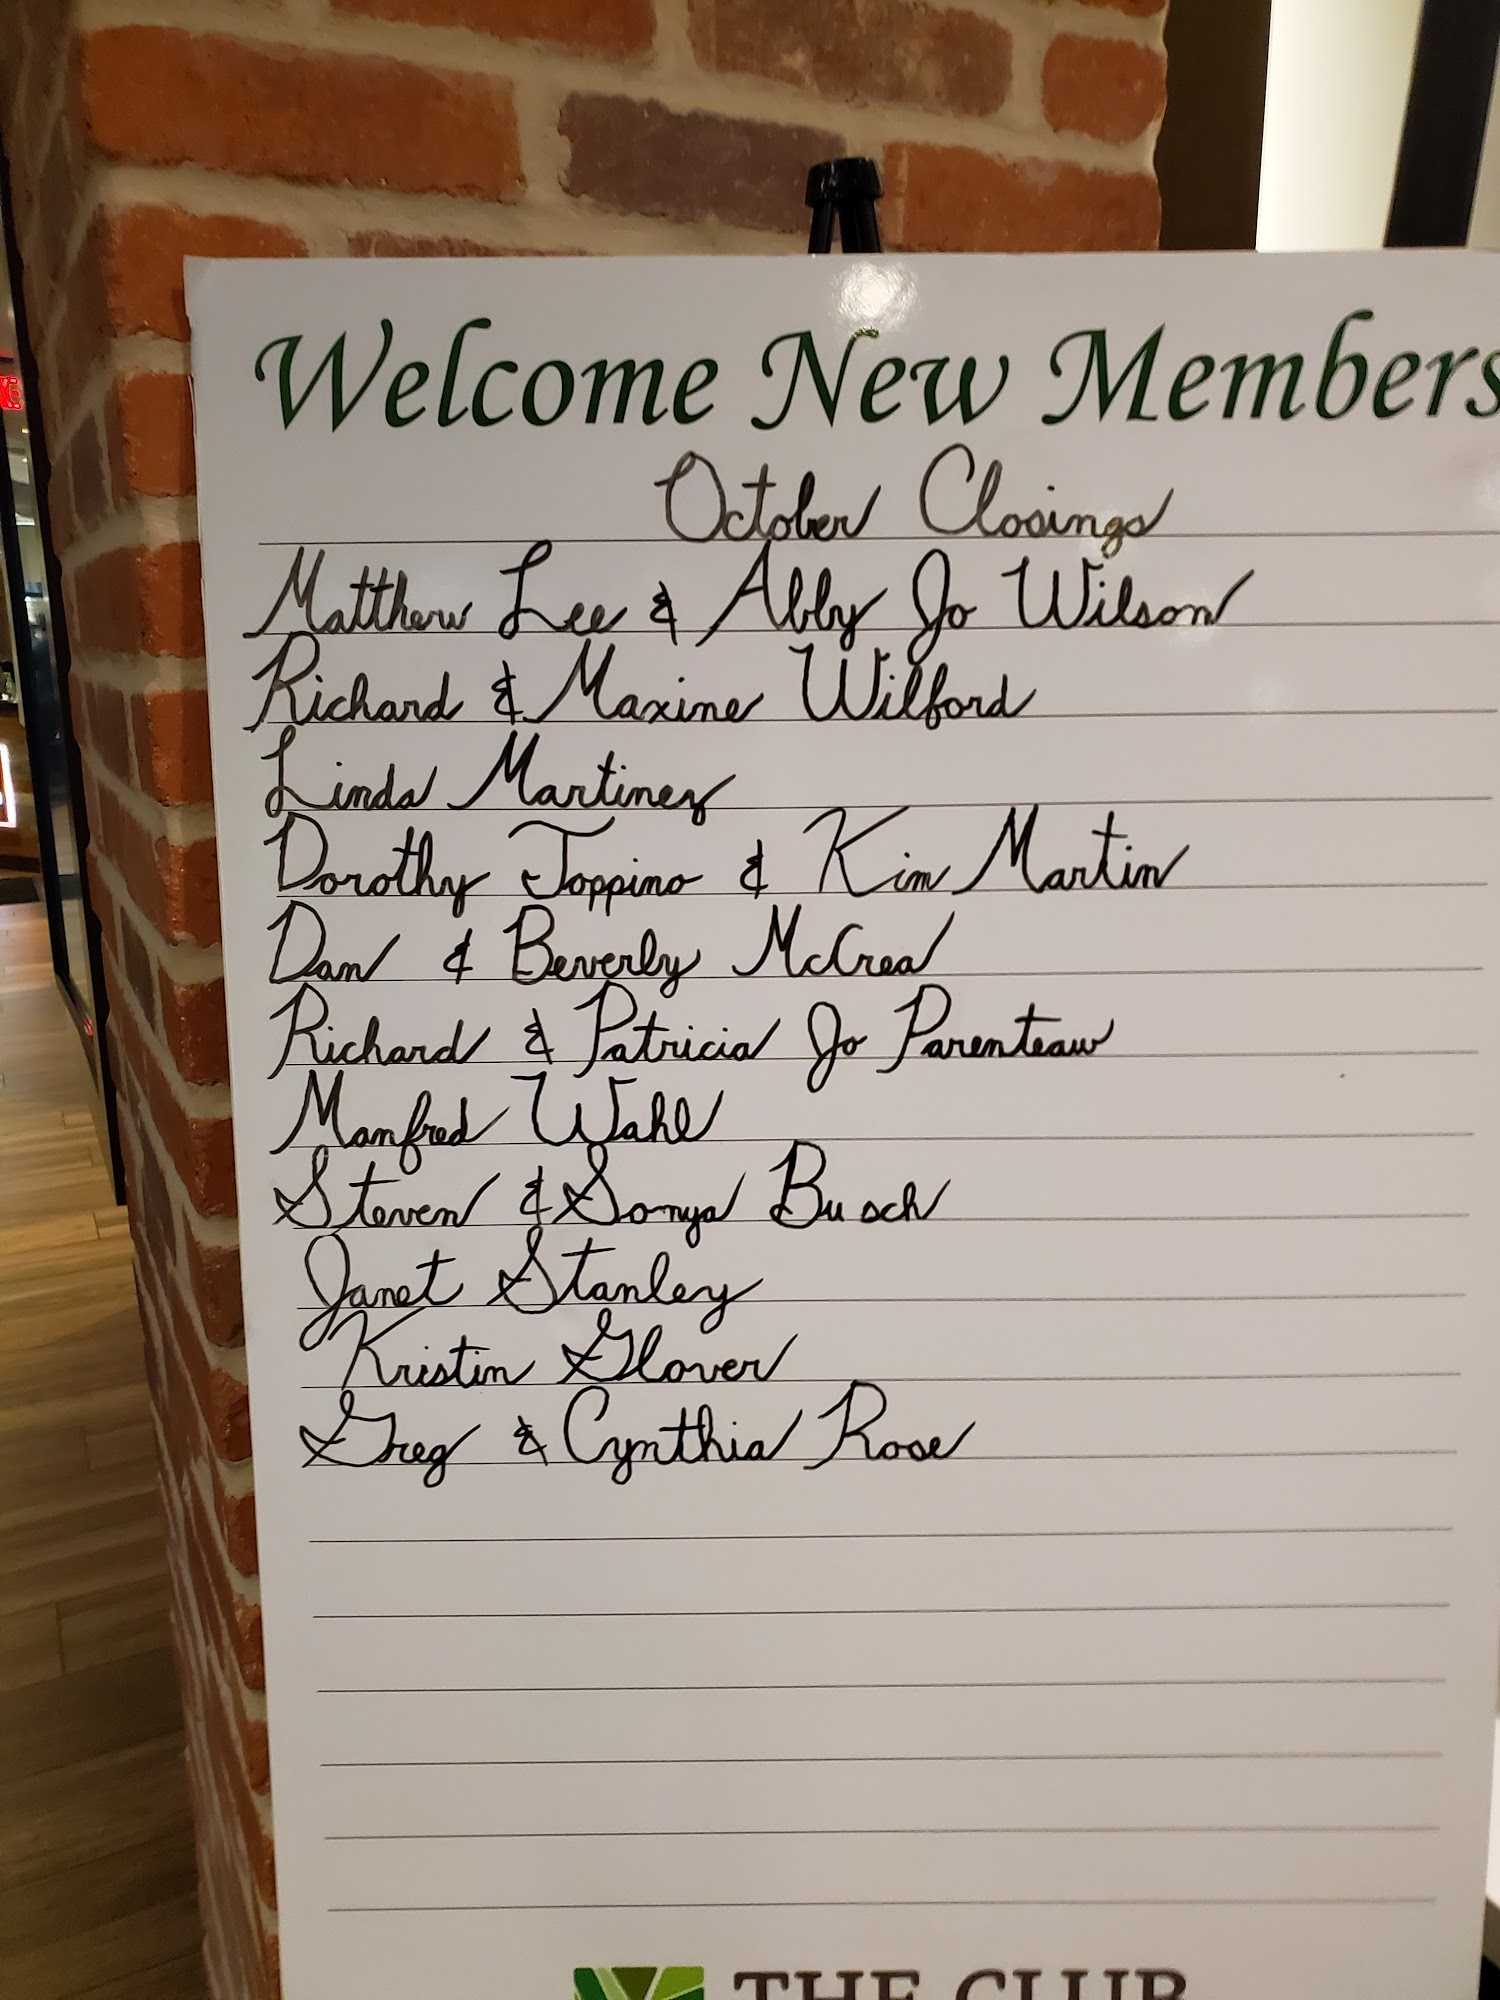 Welcome New Members
October Closings
Matthew Lee & Abby Jo Wilson
Richard & Maxine Wilford
Linda Martinez
Dorothy Toppino & Kim Martin
Dan & Beverly McCrea
Richard & Patricia Jo Parenteau
Manfred Wahl
Steven & Sonya Busch
Janet Stanley
Kristin Glover
Greg & Cynthia Rose
THE CLUB